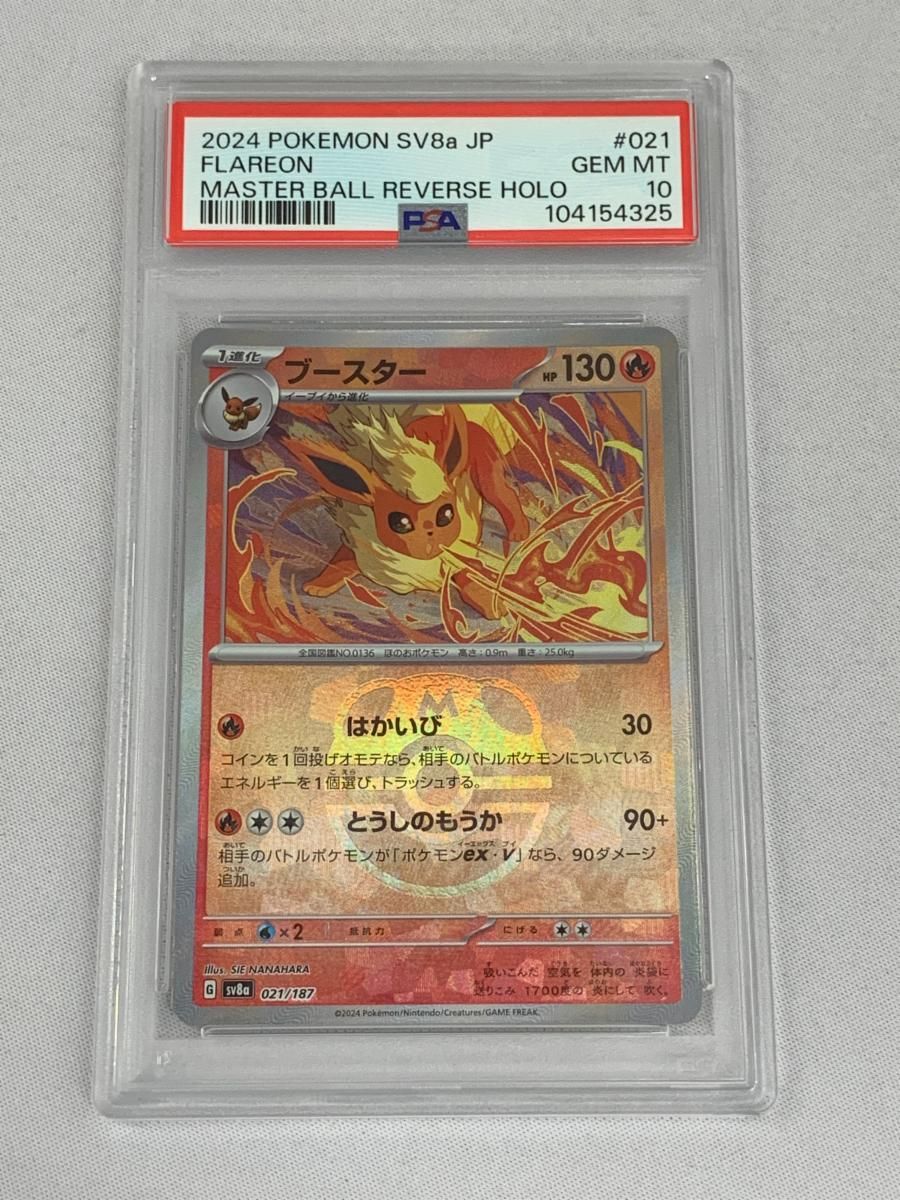 2024 POKEMON SV8a JP #021
FLAREON GEM MT
MASTER BALL REVERSE HOLO 10
PSA 104154325
1進化 ブースター HP 130
イーブイから進化
全国図鑑NO.0136 ほのおポケモン 高さ:0.9m 重さ:25.0kg
M
はかいび 30
コインを1回投げオモテなら、相手のバトルポケモンについている
エネルギーを1個選び、トラッシュする。
とうしのもうか 90+
相手のバトルポケモンが「ポケモンex・V」なら、90ダメージ
追加。
弱点 ×2 抵抗力 にげる
illus. SIE NANAHARA
吸いこんだ 空気を 体内の 炎袋に
G sv8a 021/187 送りこみ 1700度の 炎にして 吹く。
©2024 Pokémon/Nintendo/Creatures/GAME FREAK.